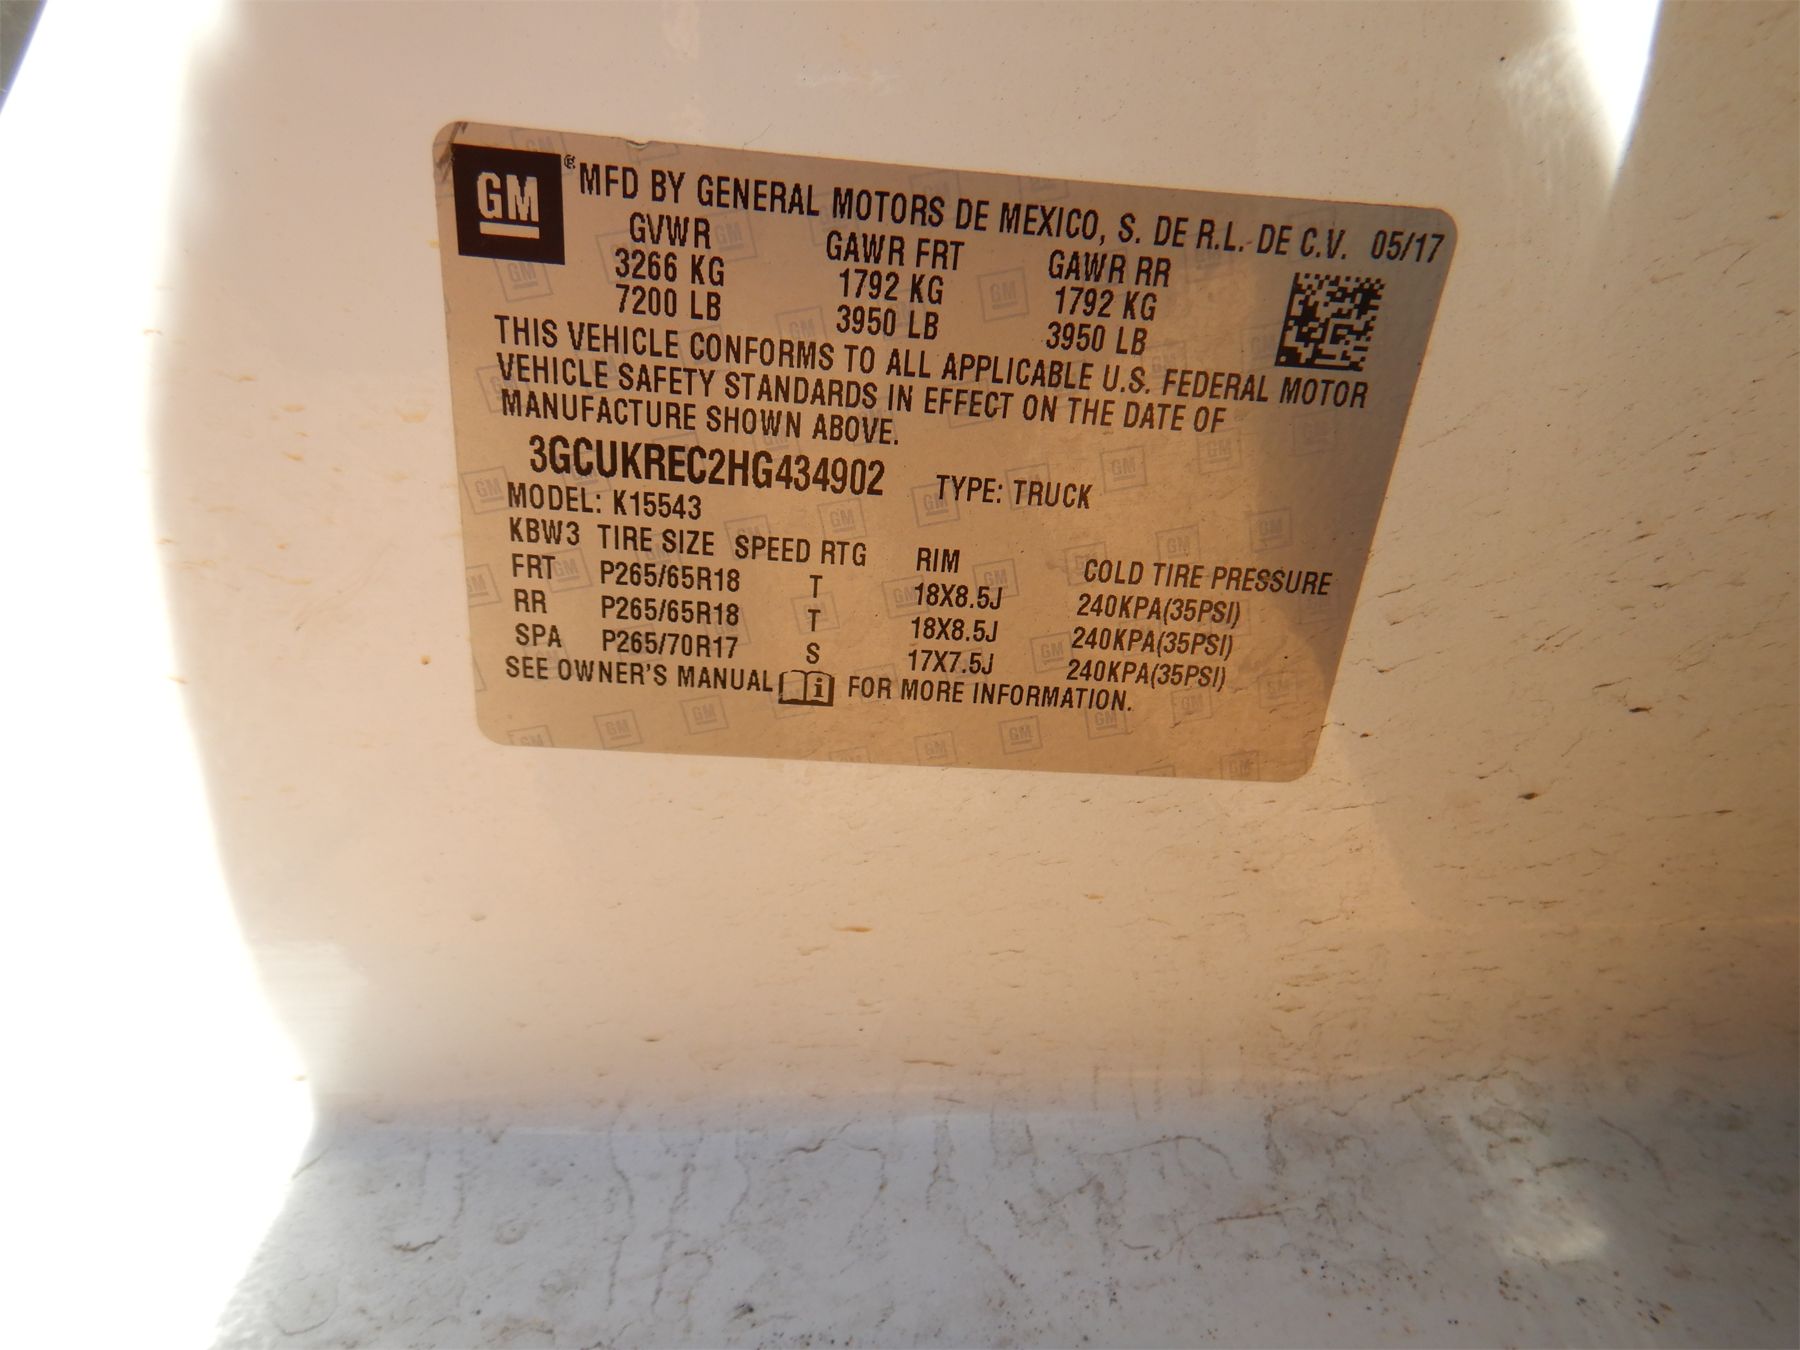 GM ® MFD BY GENERAL MOTORS DE MEXICO, S. DE R.L. DE C.V. 05/17
GVWR GAWR FRT GAWR RR
3266 KG 1792 KG 1792 KG
7200 LB 3950 LB 3950 LB
THIS VEHICLE CONFORMS TO ALL APPLICABLE U.S. FEDERAL MOTOR
VEHICLE SAFETY STANDARDS IN EFFECT ON THE DATE OF
MANUFACTURE SHOWN ABOVE.
3GCUKREC2HG434902 TYPE: TRUCK
MODEL: K15543
KBW3 TIRE SIZE SPEED RTG RIM COLD TIRE PRESSURE
FRT P265/65R18 T 18X8.5J 240KPA(35PSI)
RR P265/65R18 T 18X8.5J 240KPA(35PSI)
SPA P265/70R17 S 17X7.5J 240KPA(35PSI)
SEE OWNER'S MANUAL i FOR MORE INFORMATION.